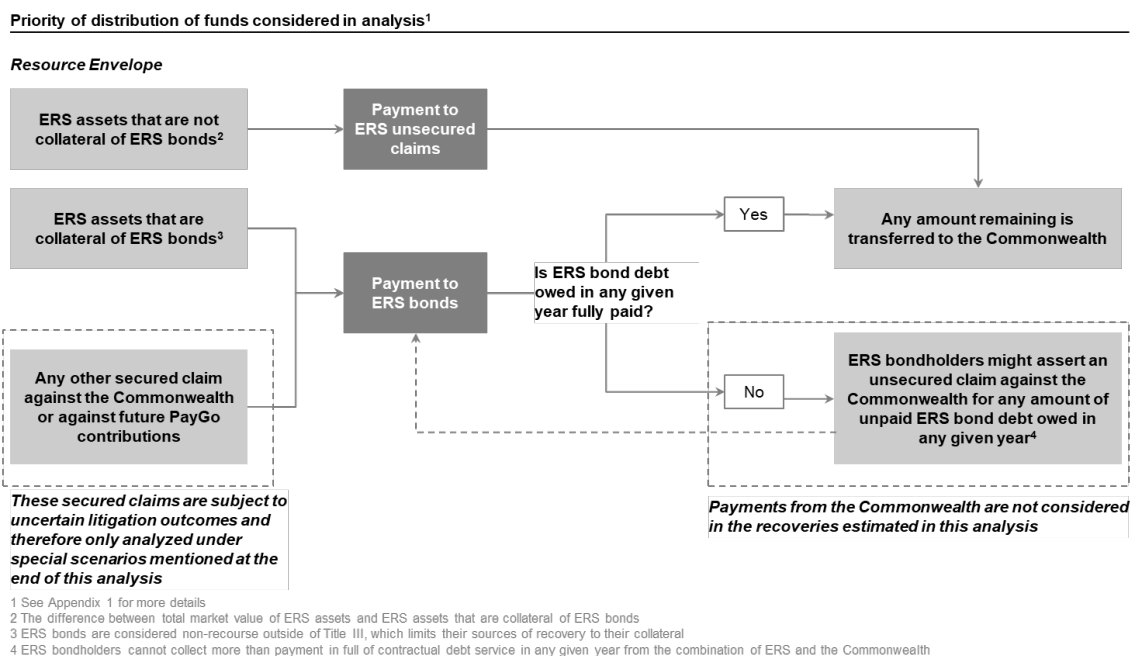 Priority of distribution of funds considered in analysis1
Resource Envelope
ERS assets that are not
collateral of ERS bonds2
Payment to
ERS unsecured
claims
ERS assets that are
collateral of ERS bonds3
Payment to
ERS bonds
Any other secured claim
against the Commonwealth
or against future PayGo
contributions
These secured claims are subject to
uncertain litigation outcomes and
therefore only analyzed under
special scenarios mentioned at the
end of this analysis
Is ERS bond debt
owed in any given
year fully paid?
Yes
Any amount remaining is
transferred to the Commonwealth
No
ERS bondholders might assert an
unsecured claim against the
Commonwealth for any amount of
unpaid ERS bond debt owed in
any given year4
Payments from the Commonwealth are not considered
in the recoveries estimated in this analysis
1 See Appendix 1 for more details
2 The difference between total market value of ERS assets and ERS assets that are collateral of ERS bonds
3 ERS bonds are considered non-recourse outside of Title III, which limits their sources of recovery to their collateral
4 ERS bondholders cannot collect more than payment in full of contractual debt service in any given year from the combination of ERS and the Commonwealth